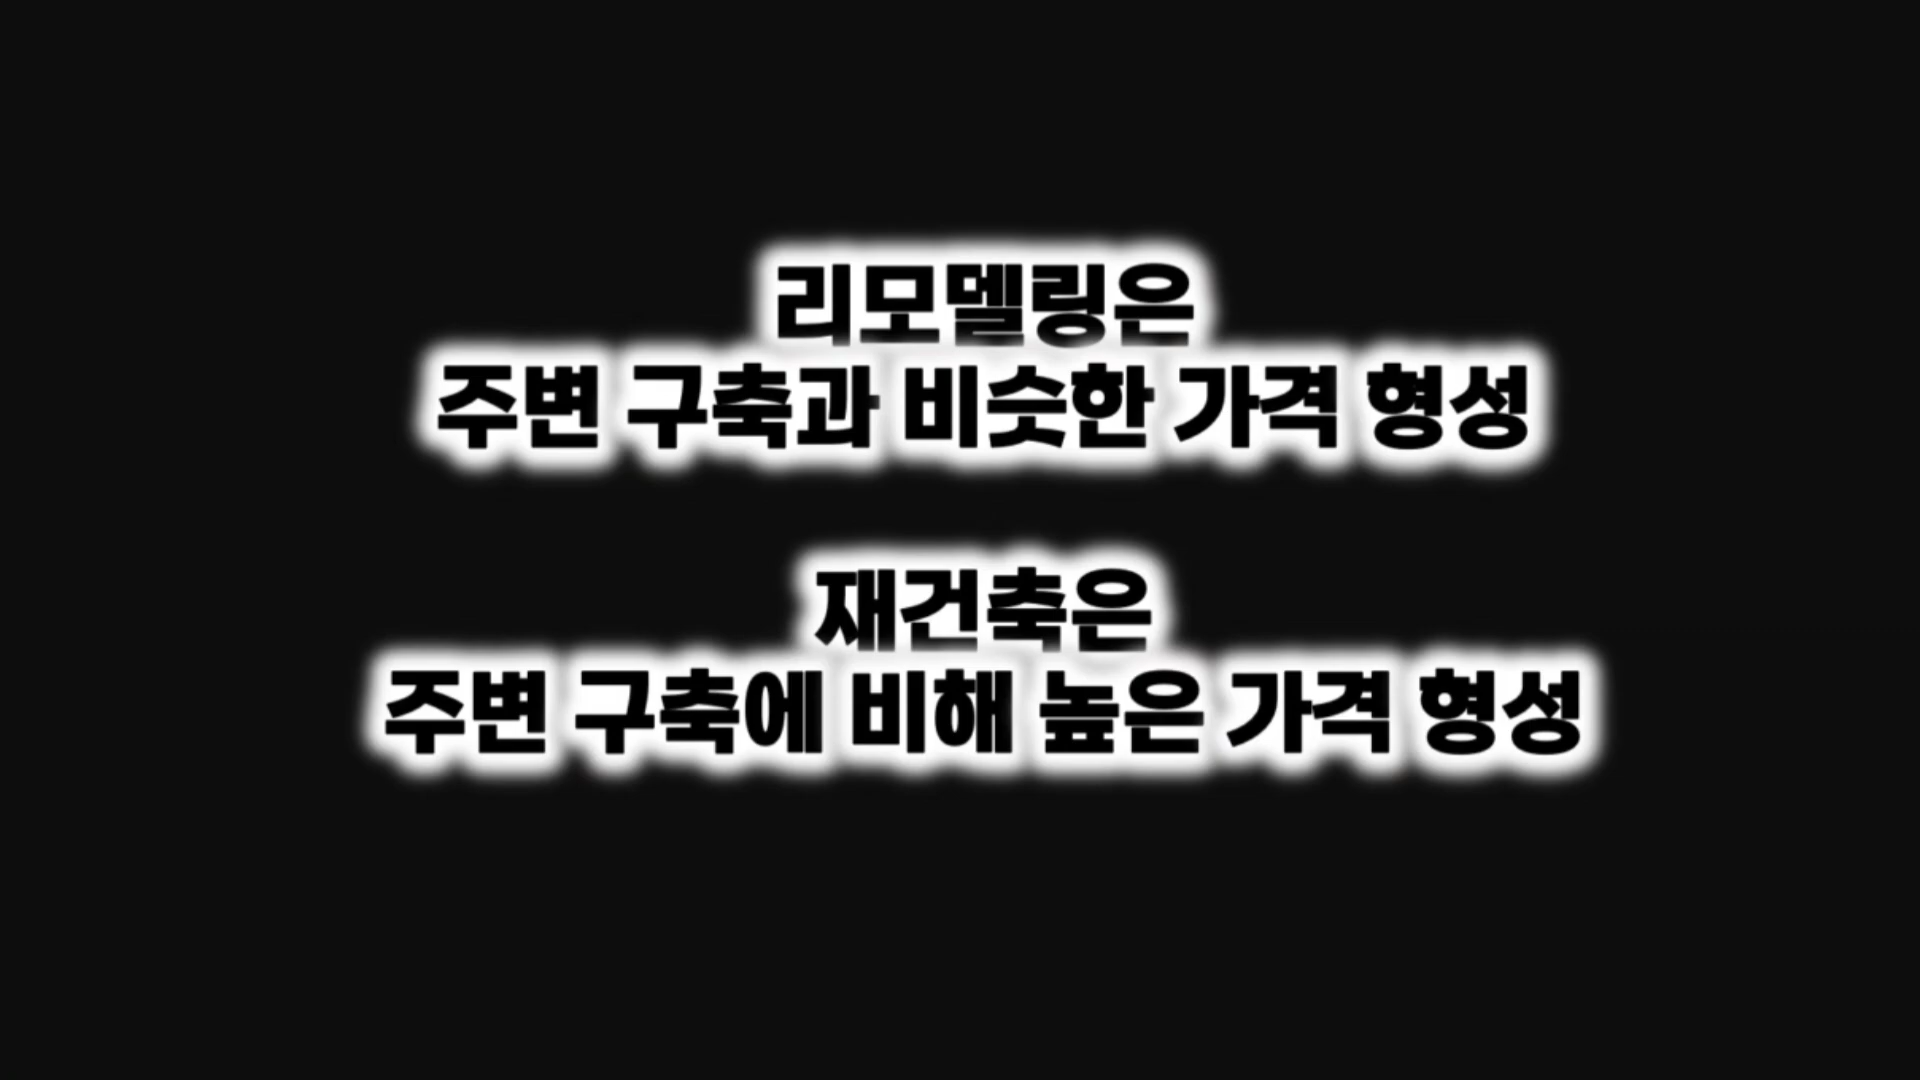 리모델링은
주변 구축과 비슷한 가격 형성
재건축은
주변 구축에 비해 높은 가격 형성